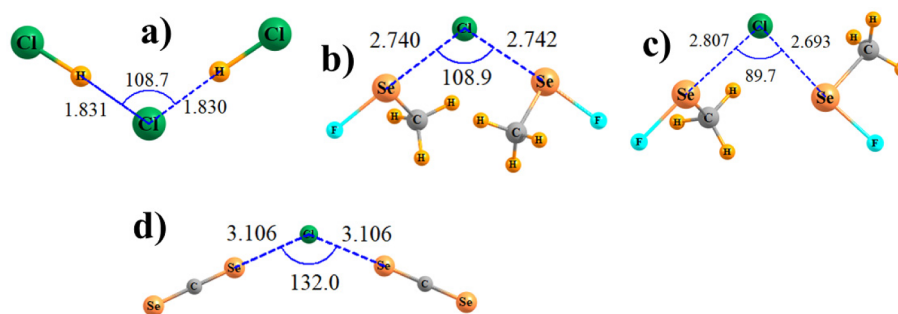 a)
Cl
Cl
H
H
108.7
1.831
1.830
Cl
b)
Cl
2.740
2.742
108.9
Se
Se
F
C
H
H
H
H
C
H
H
F
c)
Cl
2.807
2.693
89.7
H
H
C
H
Se
Se
H
H
C
H
F
F
d)
3.106
Cl
3.106
132.0
Se
C
Se
Se
C
Se